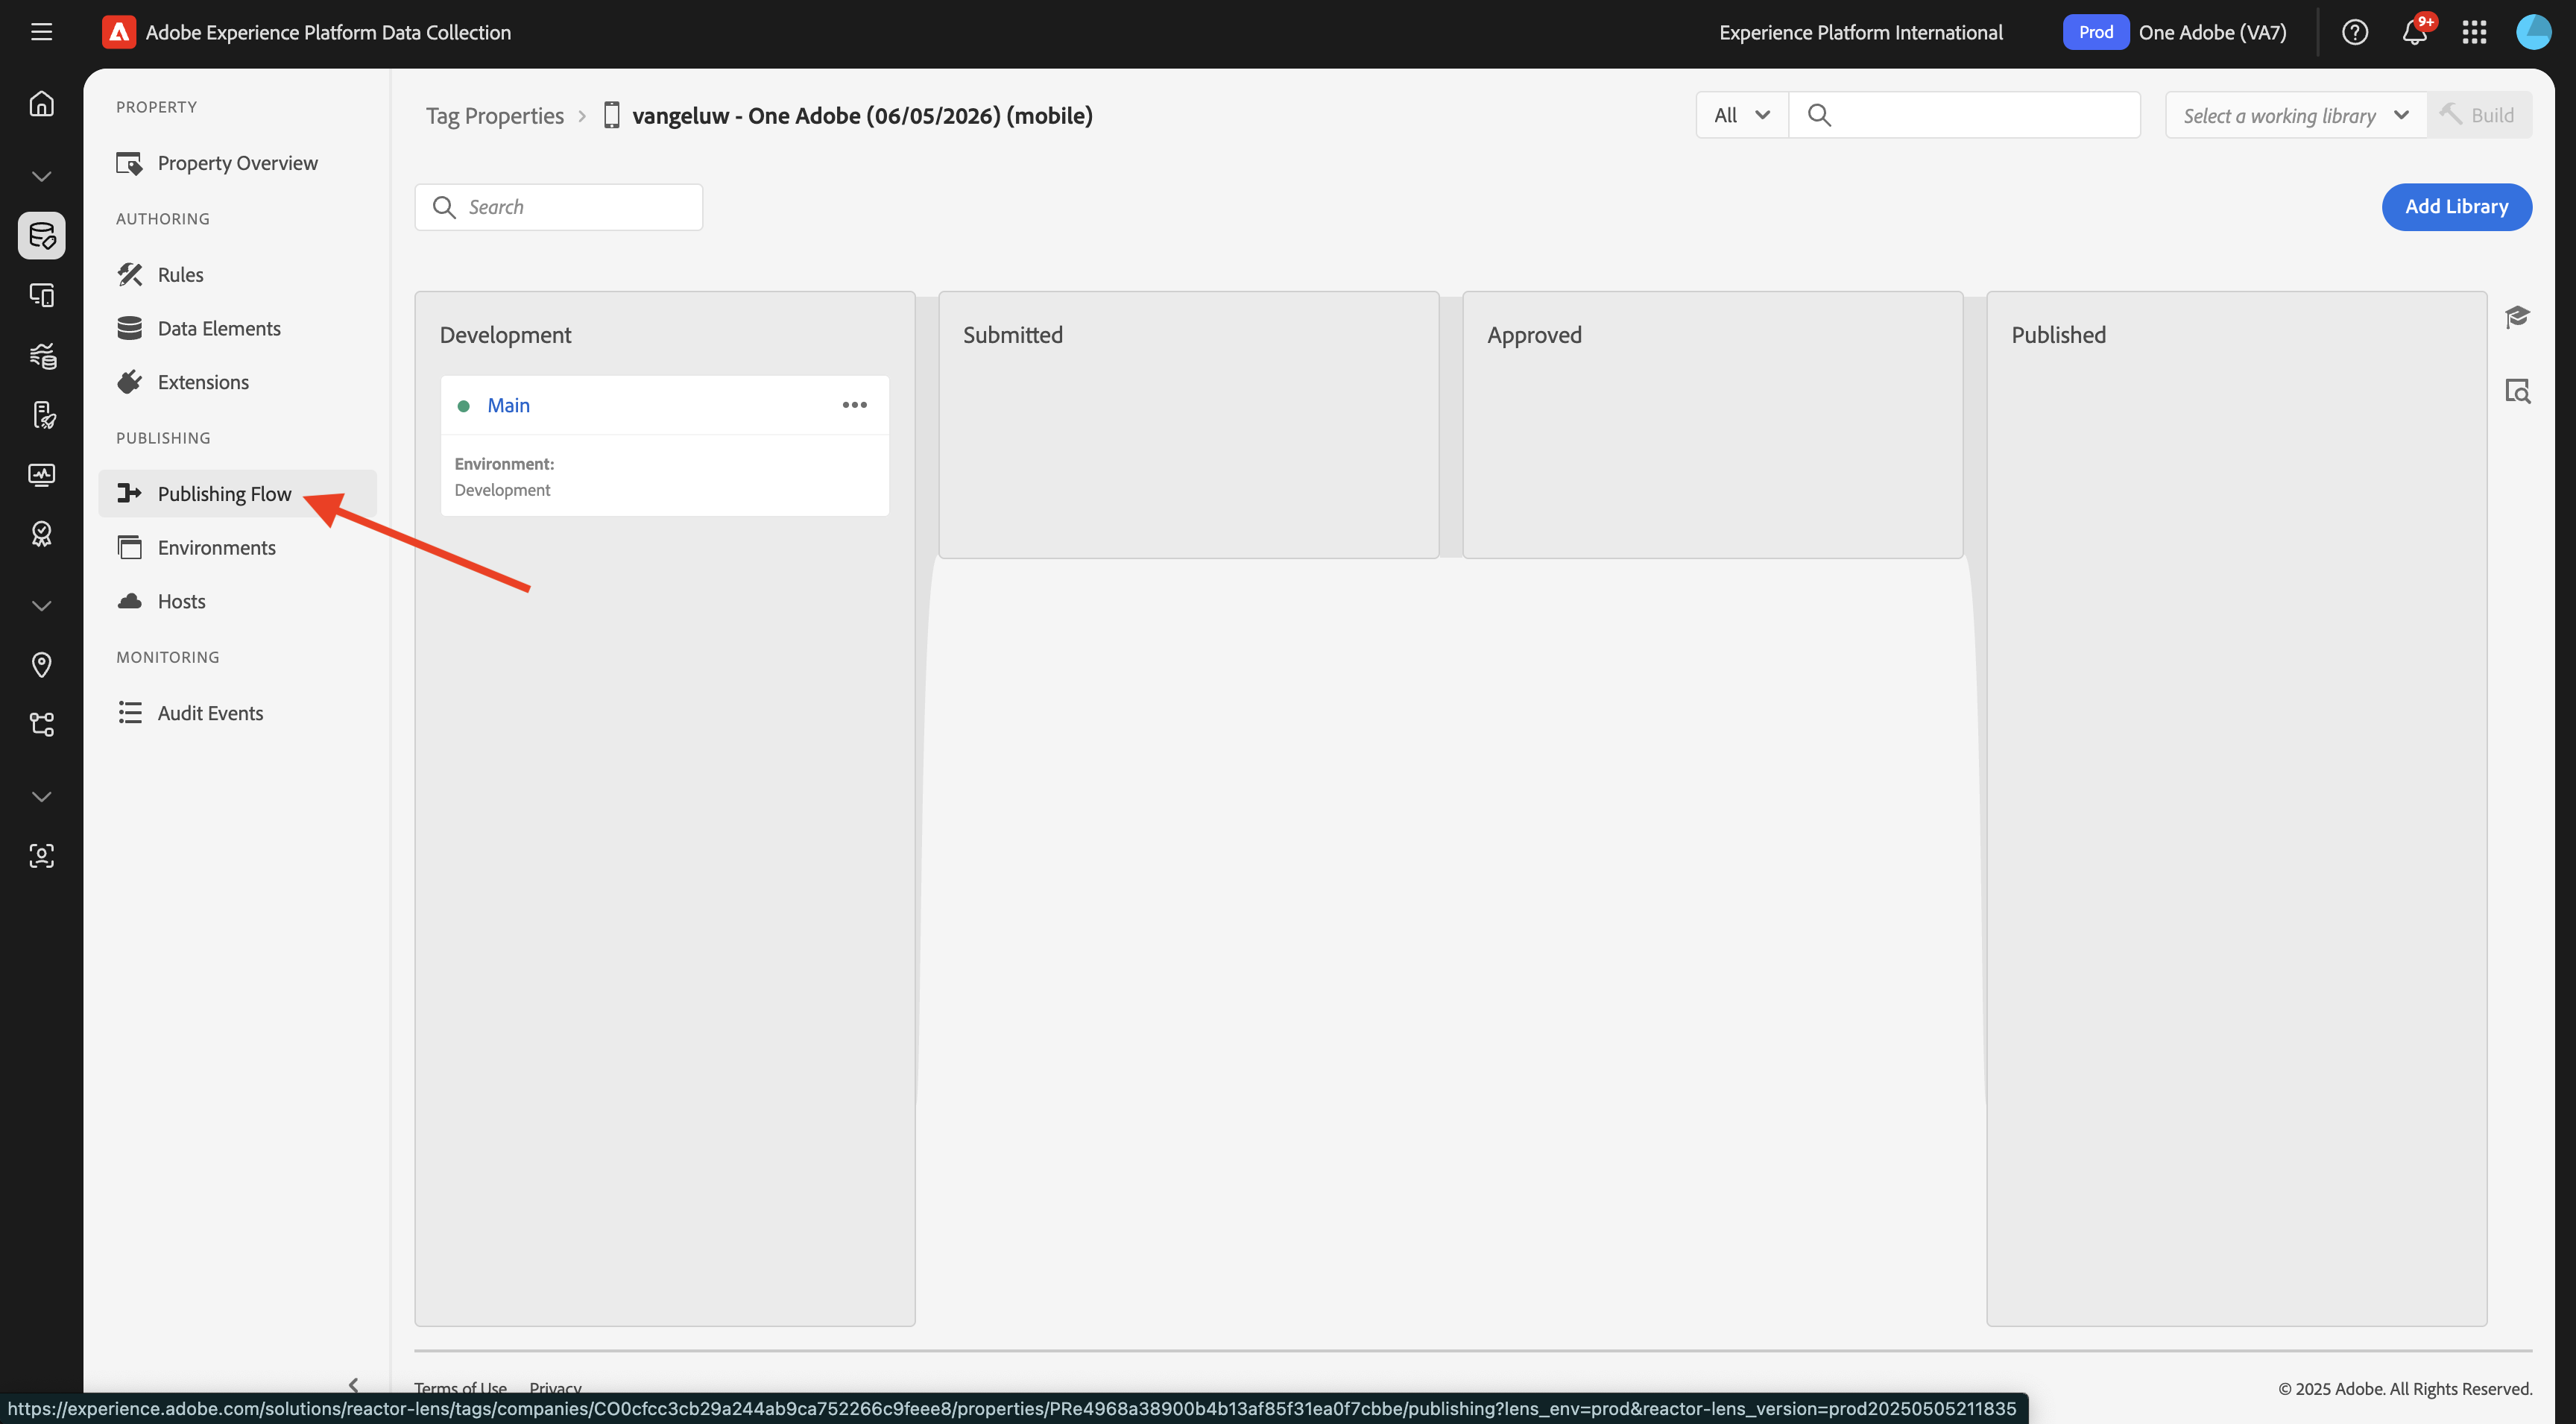 Adobe Experience Platform Data Collection
Experience Platform International
Prod
One Adobe (VA7)
9+
PROPERTY
Property Overview
AUTHORING
Rules
Data Elements
Extensions
PUBLISHING
Publishing Flow
Environments
Hosts
MONITORING
Audit Events
Tag Properties
vangeluw - One Adobe (06/05/2026) (mobile)
All
Select a working library
Build
Search
Add Library
Development
Main
Environment:
Development
Submitted
Approved
Published
Terms of Use
Privacy
© 2025 Adobe. All Rights Reserved.
https://experience.adobe.com/solutions/reactor-lens/tags/companies/CO0cfcc3cb29a244ab9ca752266c9feee8/properties/PRe4968a38900b4b13af85f31ea0f7cbbe/publishing?lens_env=prod&reactor-lens_version=prod20250505211835